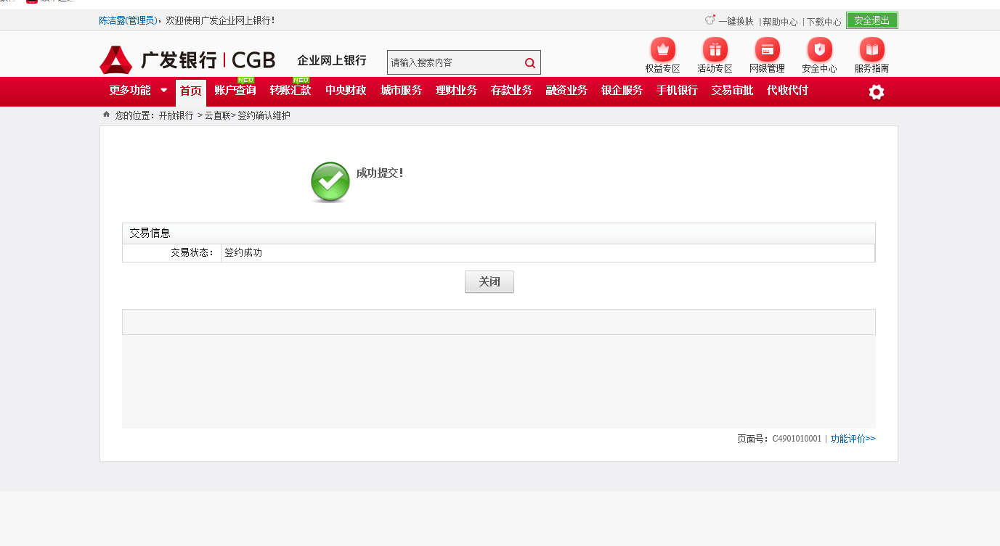 陈洁露(管理员)，欢迎使用广发企业网上银行！
一键换肤 | 帮助中心 | 下载中心 安全退出
广发银行 | CGB 企业网上银行
请输入搜索内容
权益专区 活动专区 网银管理 安全中心 服务指南
NEW NEW
更多功能 首页 账户查询 转账汇款 中央财政 城市服务 理财业务 存款业务 融资业务 银企服务 手机银行 交易审批 代收代付
您的位置：开放银行 > 云直联> 签约确认维护
成功提交！
交易信息
交易状态： 签约成功
关闭
页面号：C4901010001 | 功能评价>>